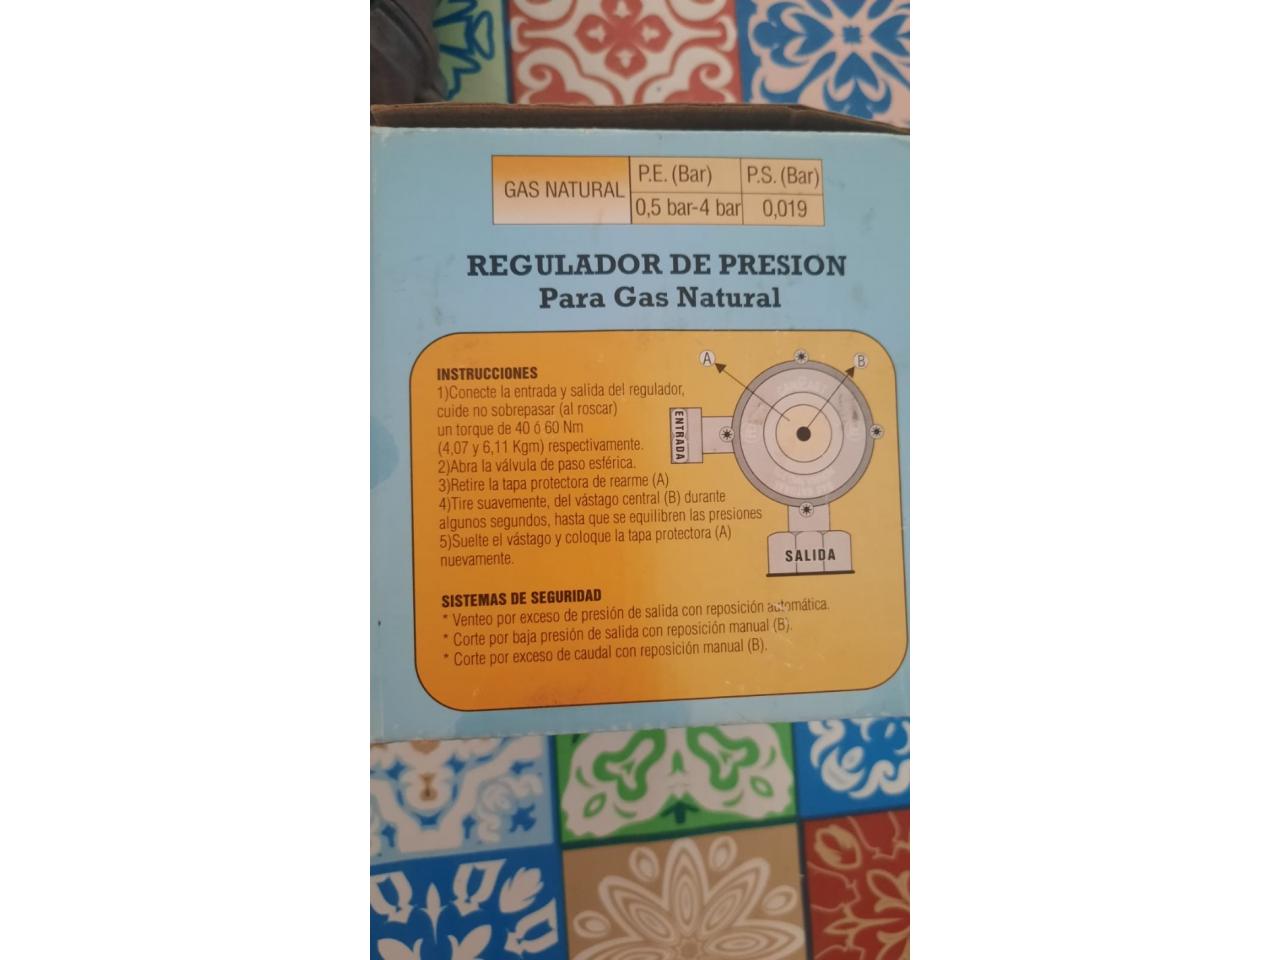 GAS NATURAL P.E. (Bar) P.S. (Bar)
0,5 bar-4 bar 0,019
REGULADOR DE PRESION
Para Gas Natural
INSTRUCCIONES
1)Conecte la entrada y salida del regulador,
cuide no sobrepasar (al roscar)
un torque de 40 ó 60 Nm
(4,07 y 6,11 Kgm) respectivamente.
2)Abra la válvula de paso esférica.
3)Retire la tapa protectora de rearme (A)
4)Tire suavemente, del vástago central (B) durante
algunos segundos, hasta que se equilibren las presiones
5)Suelte el vástago y coloque la tapa protectora (A)
nuevamente.
A
B
ENTRADA
SALIDA
SISTEMAS DE SEGURIDAD
* Venteo por exceso de presión de salida con reposición automática.
* Corte por baja presión de salida con reposición manual (B).
* Corte por exceso de caudal con reposición manual (B).